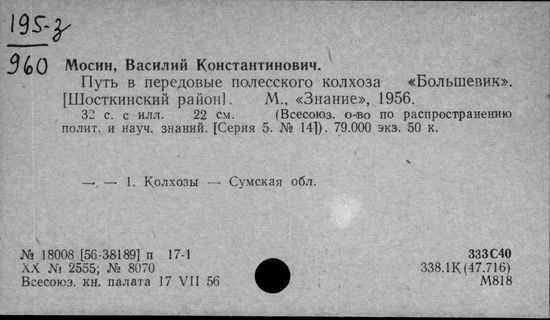 195-з
960
Мосин, Василий Константинович.
Путь в передовые полесского колхоза «Большевик».
[Шосткинский район]. М., «Знание», 1956.
32 с. с илл. 22 см. (Всесоюз. о-во по распространению
полит. и науч. знаний. [Серия 5. № 14]). 79.000 экз. 50 к.
—. — 1. Колхозы — Сумская обл.
№ 18008 [56-38189] п 17-1 333С40
XX № 2555; № 8070 338.1К(47.716)
Всесоюз. кн. палата 17 VII 56 М818